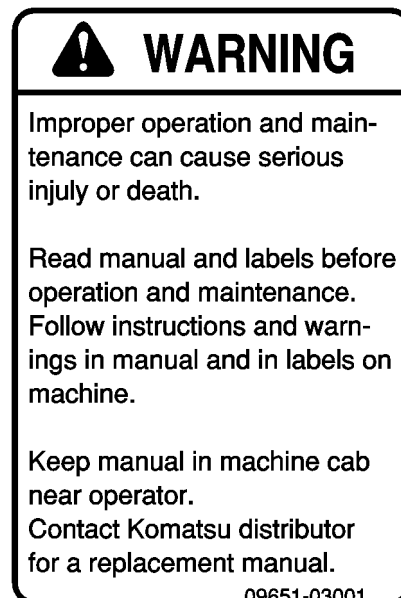 WARNING
Improper operation and main-
tenance can cause serious
injuly or death.
Read manual and labels before
operation and maintenance.
Follow instructions and warn-
ings in manual and in labels on
machine.
Keep manual in machine cab
near operator.
Contact Komatsu distributor
for a replacement manual.
09651-03001